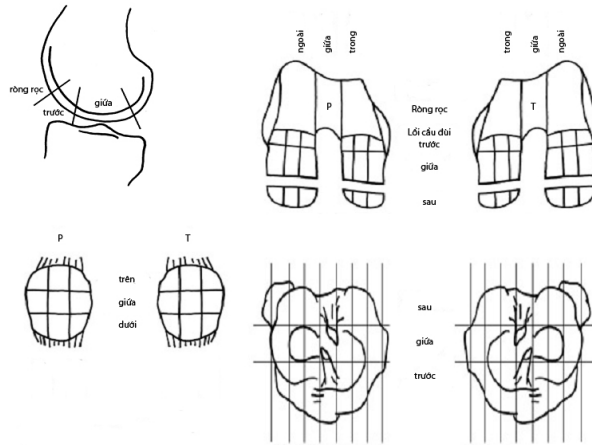 ngoài giữa trong
trong giữa ngoài
ròng rọc
trước
giữa
P
T
Ròng rọc
Lồi cầu đùi
trước
giữa
sau
P
T
trên
giữa
dưới
sau
giữa
trước